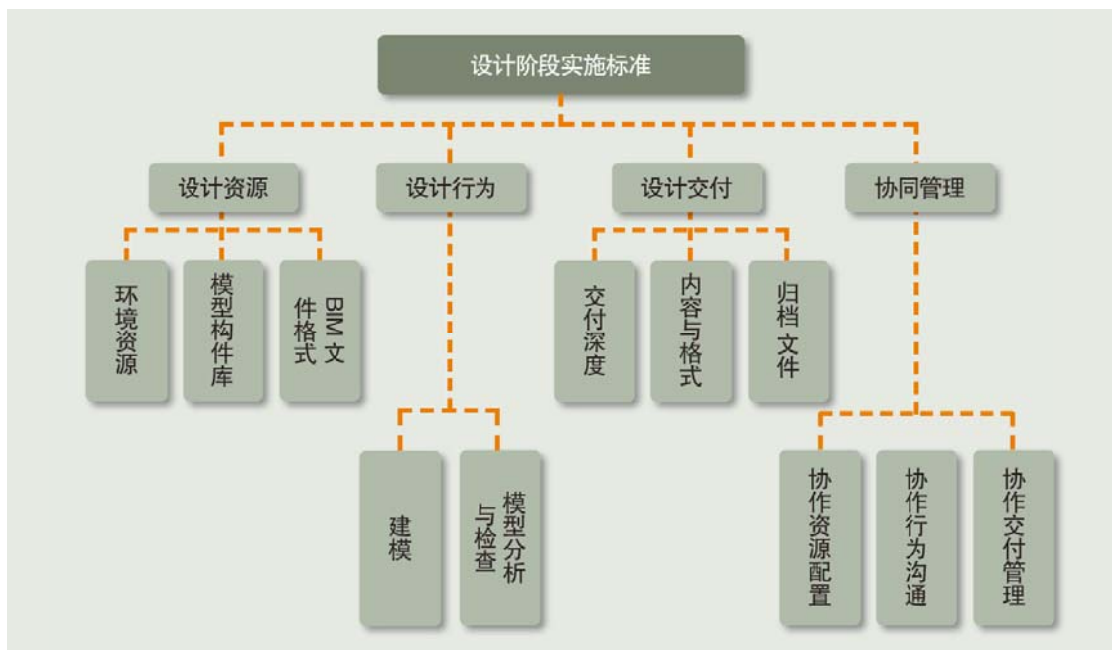 设计阶段实施标准
设计资源
设计行为
设计交付
协同管理
环境资源
模型构件库
BIM 文
件格式
交付深度
内容与格式
归档文件
建模
模型分析
与检查
协作资源配置
协作行为沟通
协作交付管理